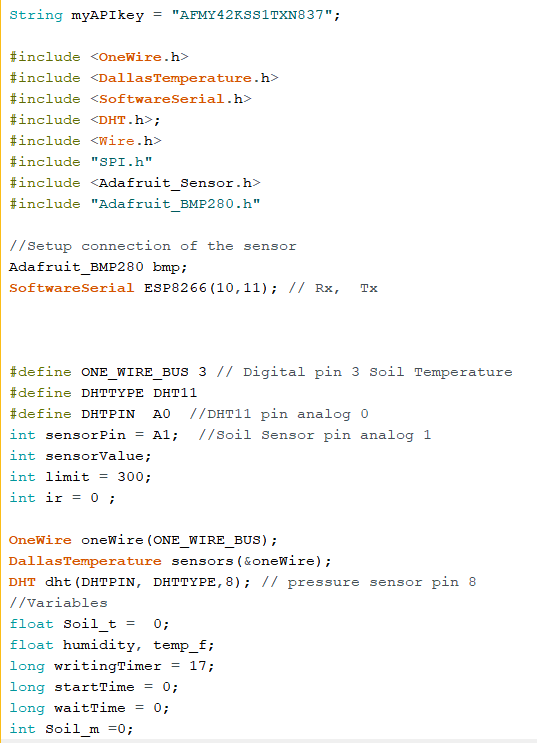 String myAPIkey = "AFMY42KSS1TXN837";
#include <OneWire.h>
#include <DallasTemperature.h>
#include <SoftwareSerial.h>
#include <DHT.h>;
#include <Wire.h>
#include "SPI.h"
#include <Adafruit_Sensor.h>
#include "Adafruit_BMP280.h"
//Setup connection of the sensor
Adafruit_BMP280 bmp;
SoftwareSerial ESP8266(10,11); // Rx,  Tx
#define ONE_WIRE_BUS 3 // Digital pin 3 Soil Temperature
#define DHTTYPE DHT11
#define DHTPIN  A0  //DHT11 pin analog 0
int sensorPin = A1;  //Soil Sensor pin analog 1
int sensorValue;
int limit = 300;
int ir = 0 ;
OneWire oneWire(ONE_WIRE_BUS);
DallasTemperature sensors(&oneWire);
DHT dht(DHTPIN, DHTTYPE,8); // pressure sensor pin 8
//Variables
float Soil_t =  0;
float humidity, temp_f;
long writingTimer = 17;
long startTime = 0;
long waitTime = 0;
int Soil_m =0;